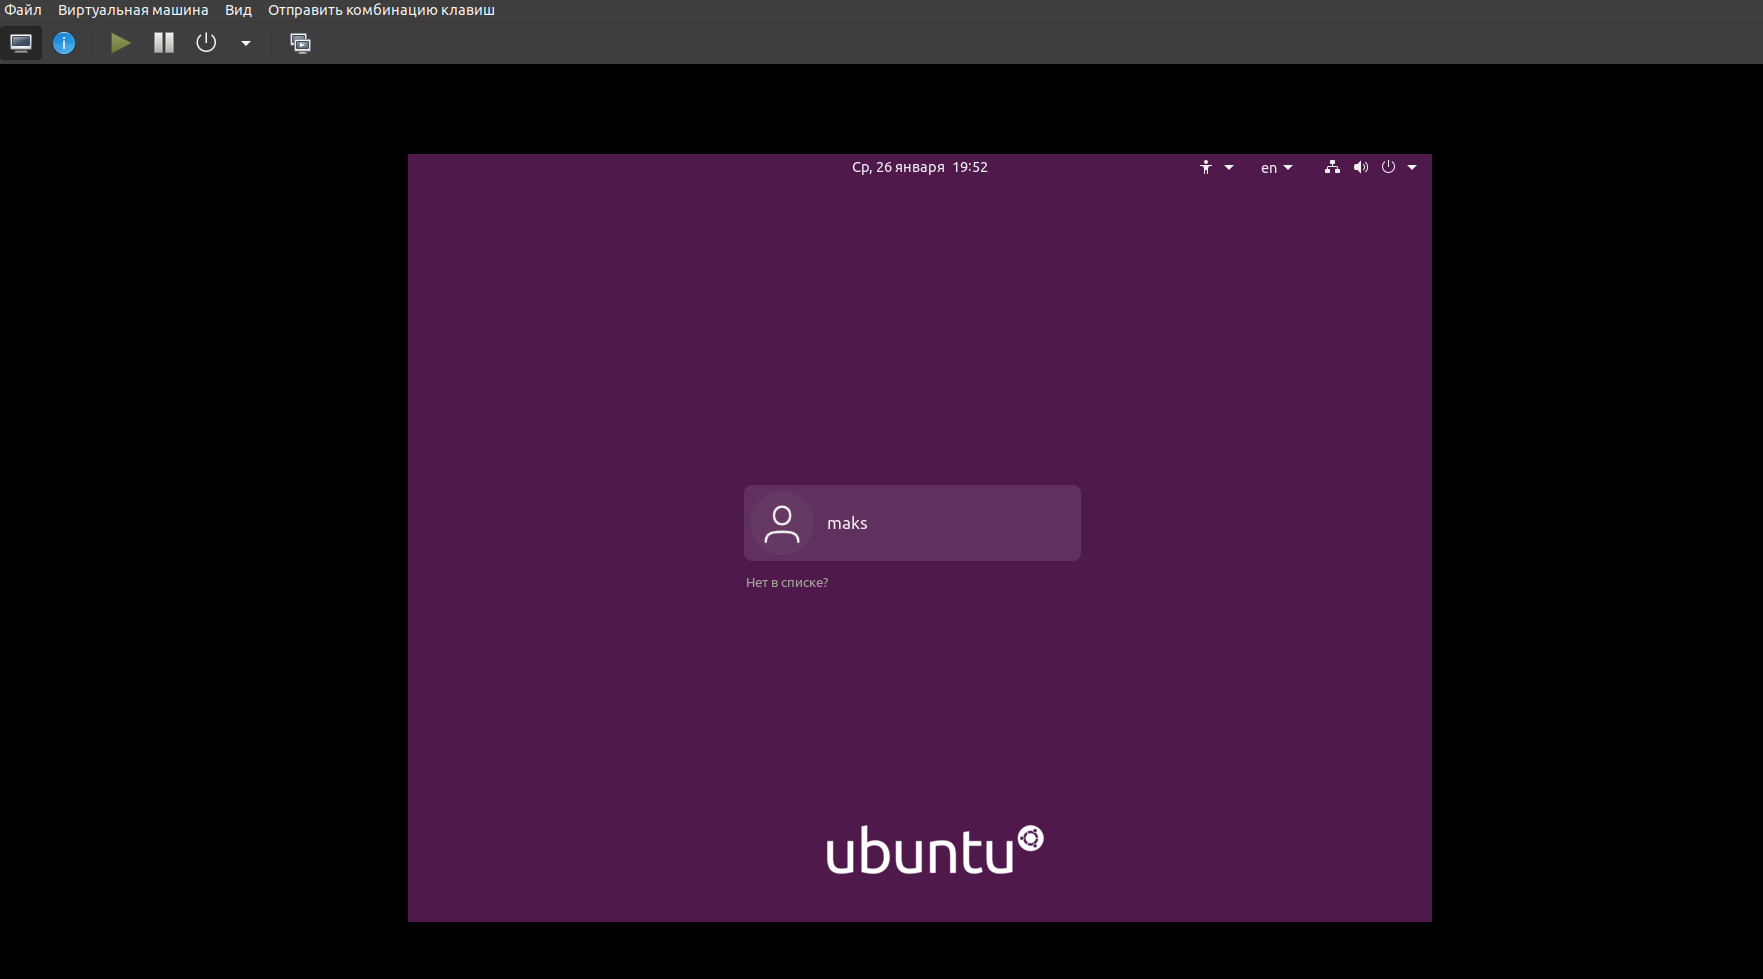 Файл Виртуальная машина Вид Отправить комбинацию клавиш
Ср, 26 января 19:52
en
maks
Нет в списке?
ubuntu